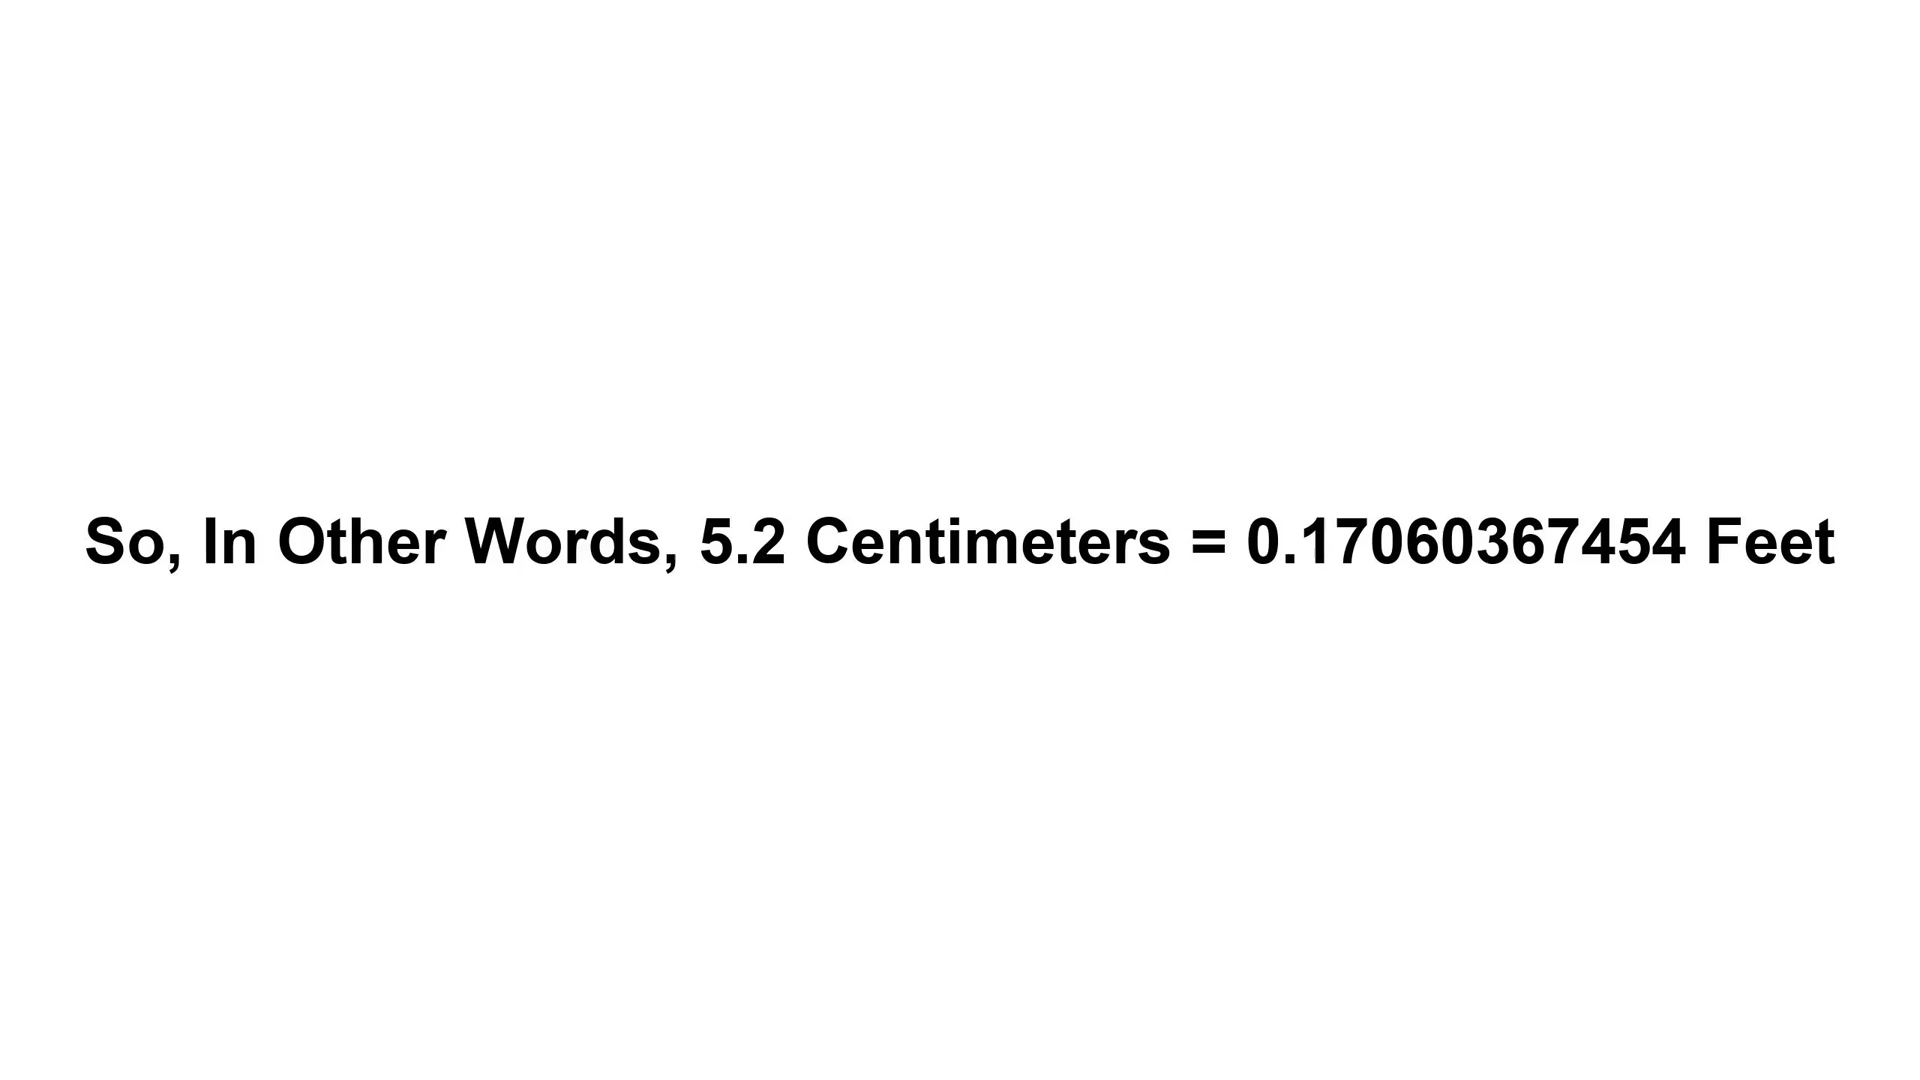 So, In Other Words, 5.2 Centimeters = 0.17060367454 Feet